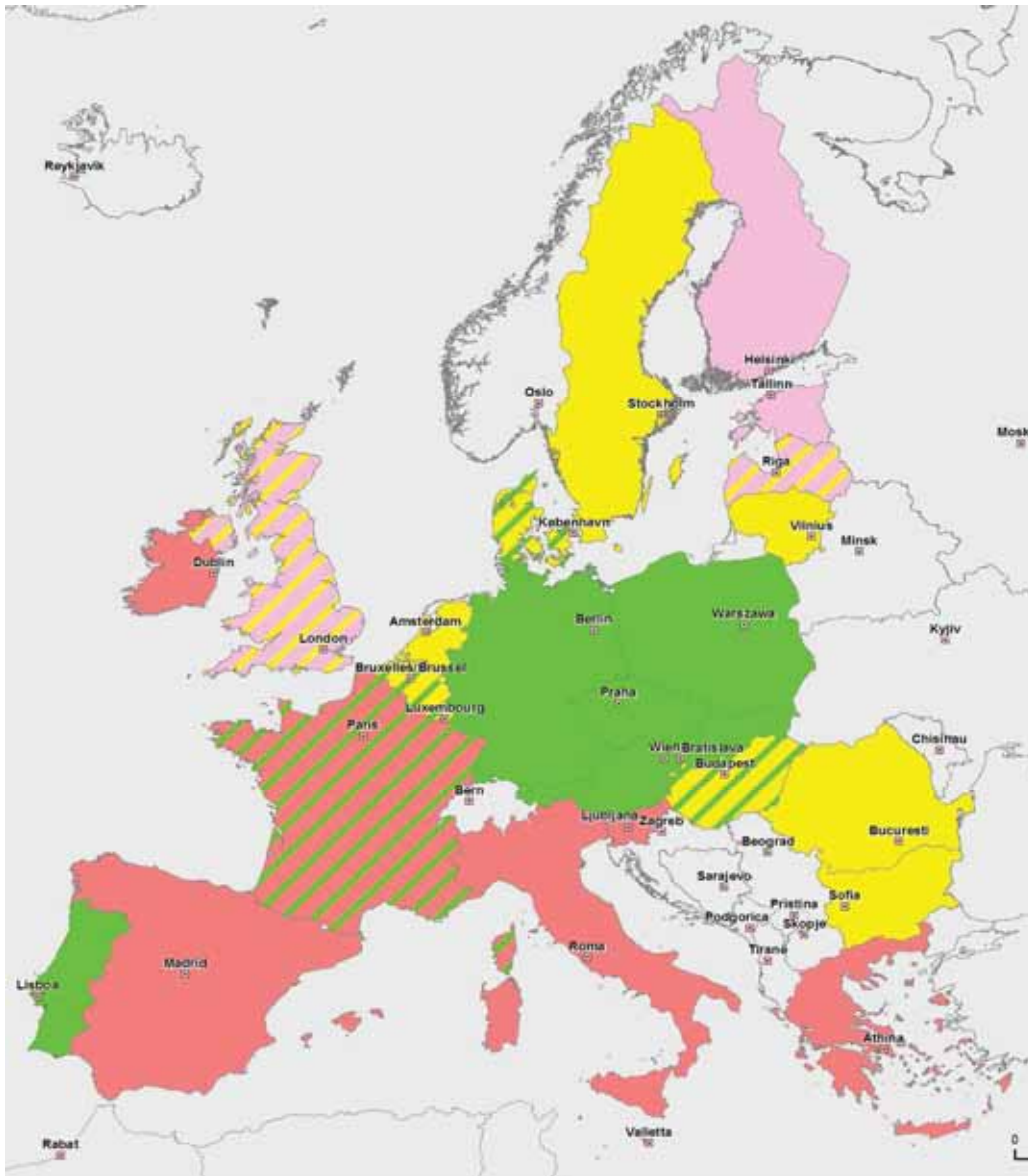 Reykjavik
Helsinki
Tallinn
Oslo
Stockholm
Mosk
Riga
København
Vilnius
Minsk
Dublin
Amsterdam
Berlin
Warszawa
London
Kyjiv
Bruxelles/Brussel
Praha
Luxembourg
Paris
Chisinau
Wien
Bratislava
Budapest
Bern
Ljubljana
Zagreb
Bucuresti
Beograd
Sarajevo
Sofia
Pristina
Podgorica
Skopje
Roma
Tiranë
Madrid
Lisboa
Athina
Valletta
Rabat
0